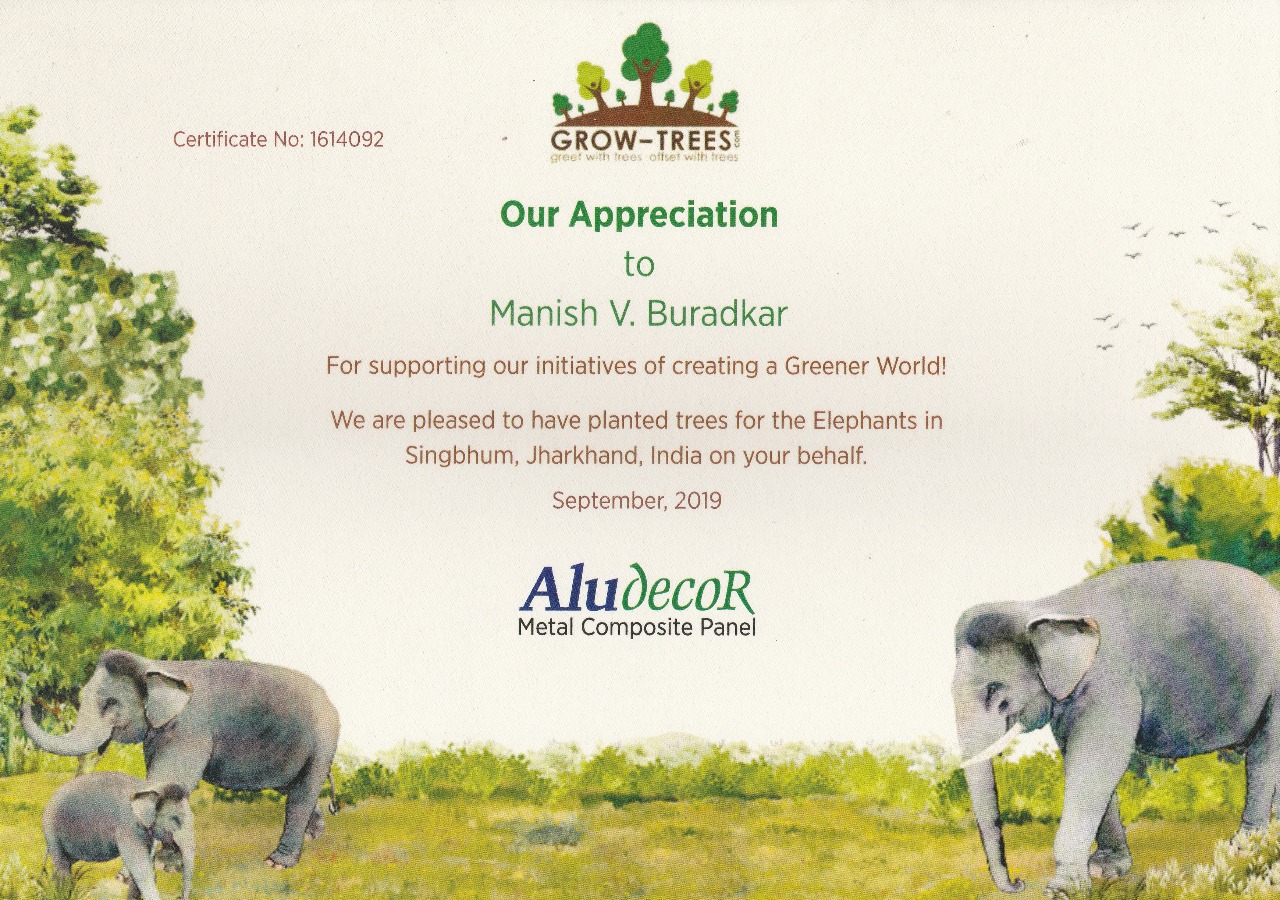 Certificate No: 1614092
GROW-TREES.com
greet with trees offset with trees
Our Appreciation
to
Manish V. Buradkar
For supporting our initiatives of creating a Greener World!
We are pleased to have planted trees for the Elephants in
Singbhum, Jharkhand, India on your behalf.
September, 2019
AludecoR
Metal Composite Panel